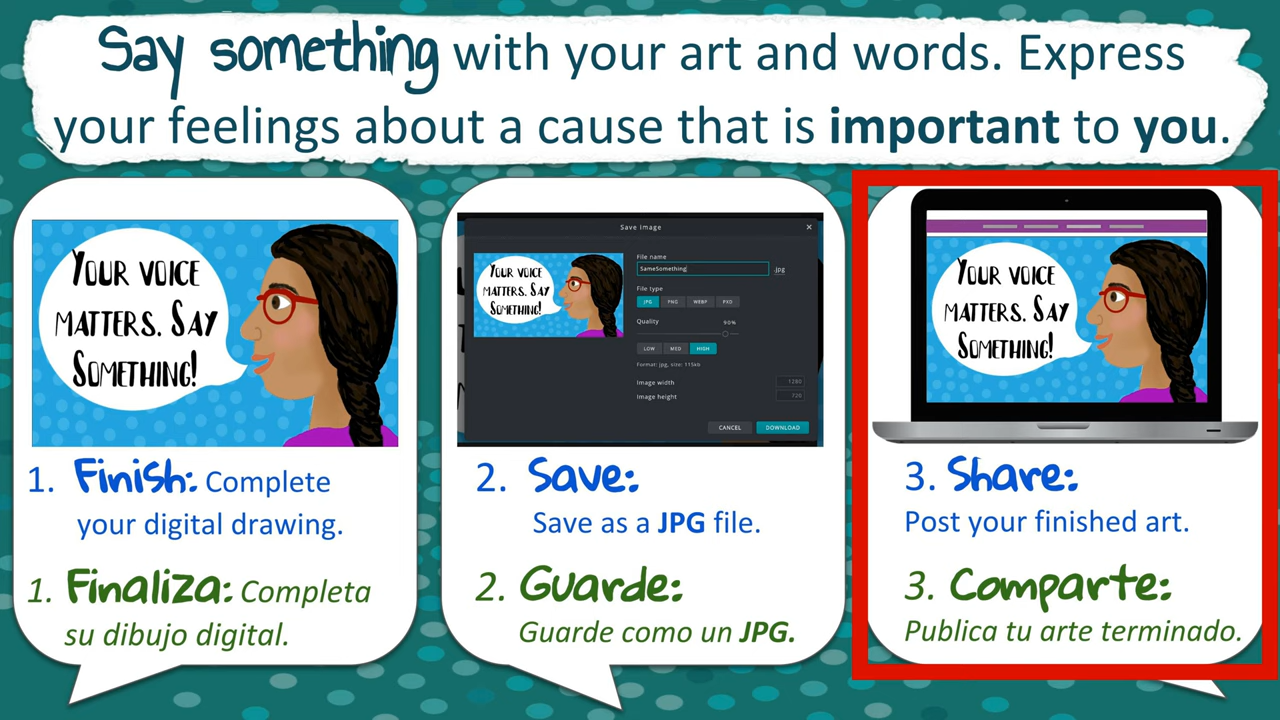 Say something with your art and words. Express
your feelings about a cause that is important to you.
YOUR VOICE
MATTERS. SAY
SOMETHING!
1. Finish: Complete
your digital drawing.
1. Finaliza: Completa
su dibujo digital.
Save Image
×
YOUR VOICE
MATTERS. SAY
SOMETHING!
File name
SameSomething
.jpg
File type
JPG PNG WEBP PXD
Quality 90%
LOW MED HIGH
Format: jpg, size: 115kb
Image width 1280
Image height 720
CANCEL DOWNLOAD
2. Save:
Save as a JPG file.
2. Guarde:
Guarde como un JPG.
YOUR VOICE
MATTERS. SAY
SOMETHING!
3. Share:
Post your finished art.
3. Comparte:
Publica tu arte terminado.